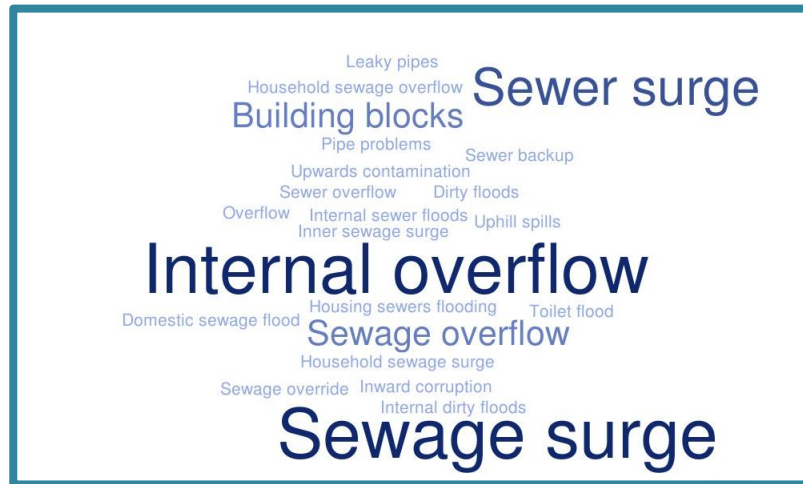 Leaky pipes
Household sewage overflow
Sewer surge
Building blocks
Pipe problems
Sewer backup
Upwards contamination
Sewer overflow
Dirty floods
Overflow
Internal sewer floods
Uphill spills
Inner sewage surge
Internal overflow
Housing sewers flooding
Toilet flood
Domestic sewage flood
Sewage overflow
Household sewage surge
Sewage override
Inward corruption
Internal dirty floods
Sewage surge